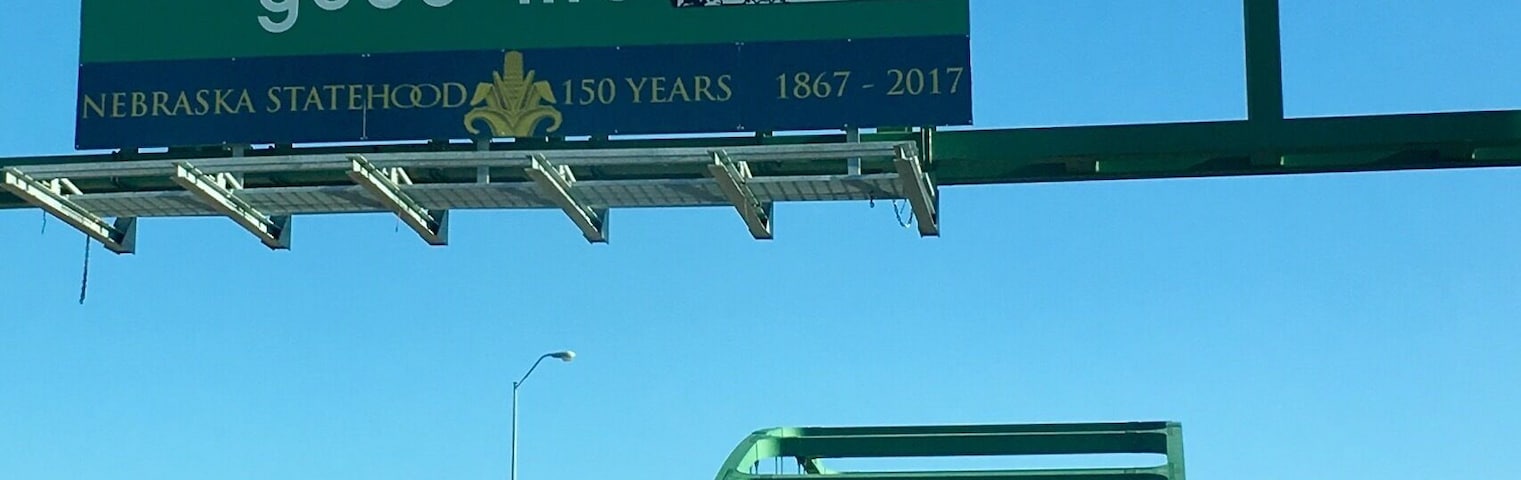 NEBRASKA STATEHOOD 150 YEARS 1867 - 2017